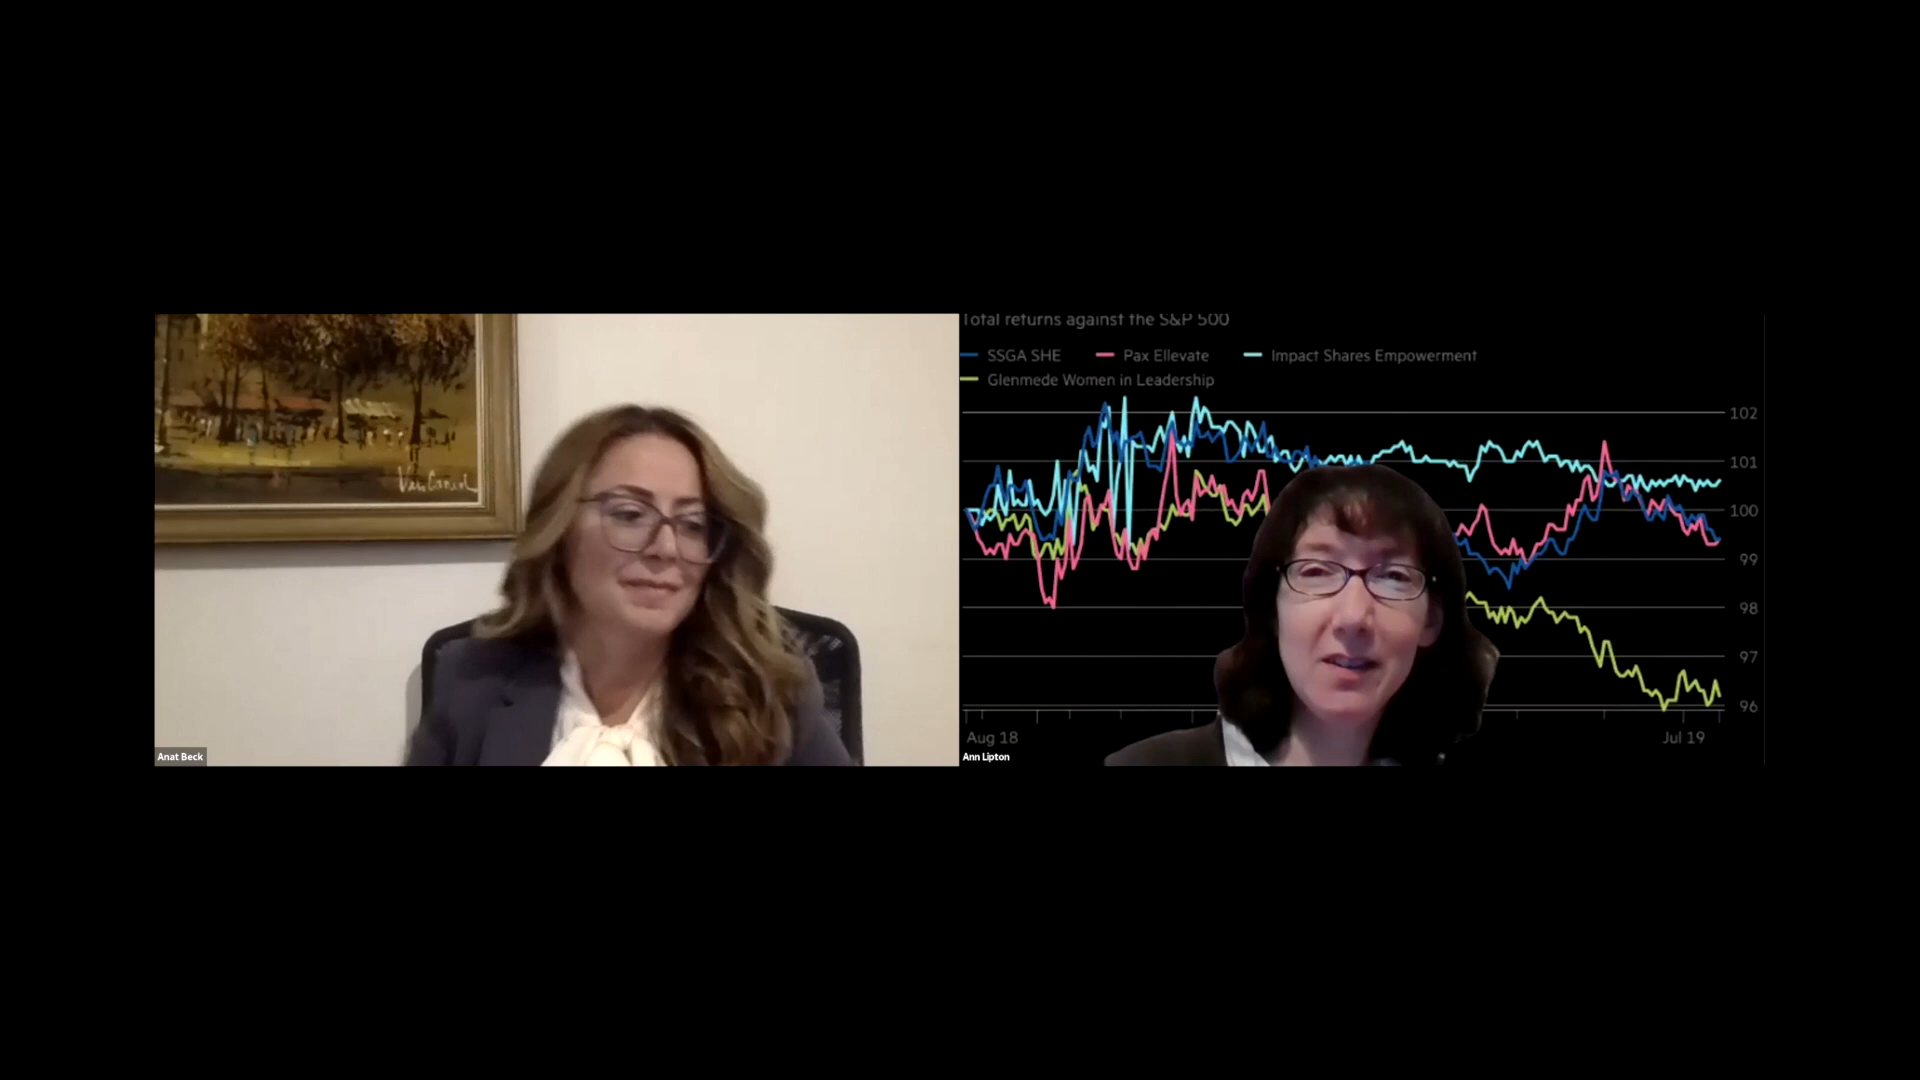 Total returns against the S&P 500
SSGA SHE
Pax Ellevate
Impact Shares Empowerment
Glenmede Women in Leadership
102
101
100
99
98
97
96
Aug 18
Jul 19
Anat Beck
Ann Lipton